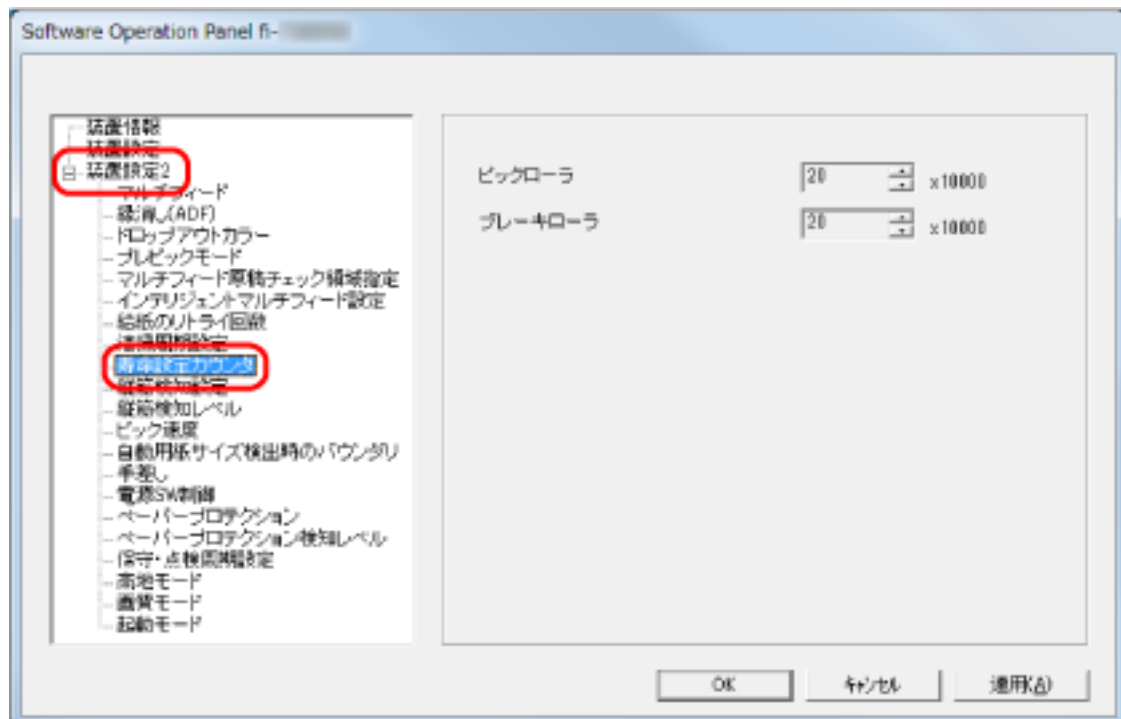 Software Operation Panel fi-
装置情報
装置設定
装置設定2
マルチフィード
縁消し(ADF)
ドロップアウトカラー
プレピックモード
マルチフィード原稿チェック領域指定
インテリジェントマルチフィード設定
給紙のリトライ回数
清掃周期設定
寿命設定カウンタ
縦筋検知設定
縦筋検知レベル
ピック速度
自動用紙サイズ検出時のバウンダリ
手差し
電源SW制御
ペーパープロテクション
ペーパープロテクション検知レベル
保守・点検周期設定
高地モード
画質モード
起動モード
ピックローラ 20 x10000
ブレーキローラ 20 x10000
OK キャンセル 適用(A)